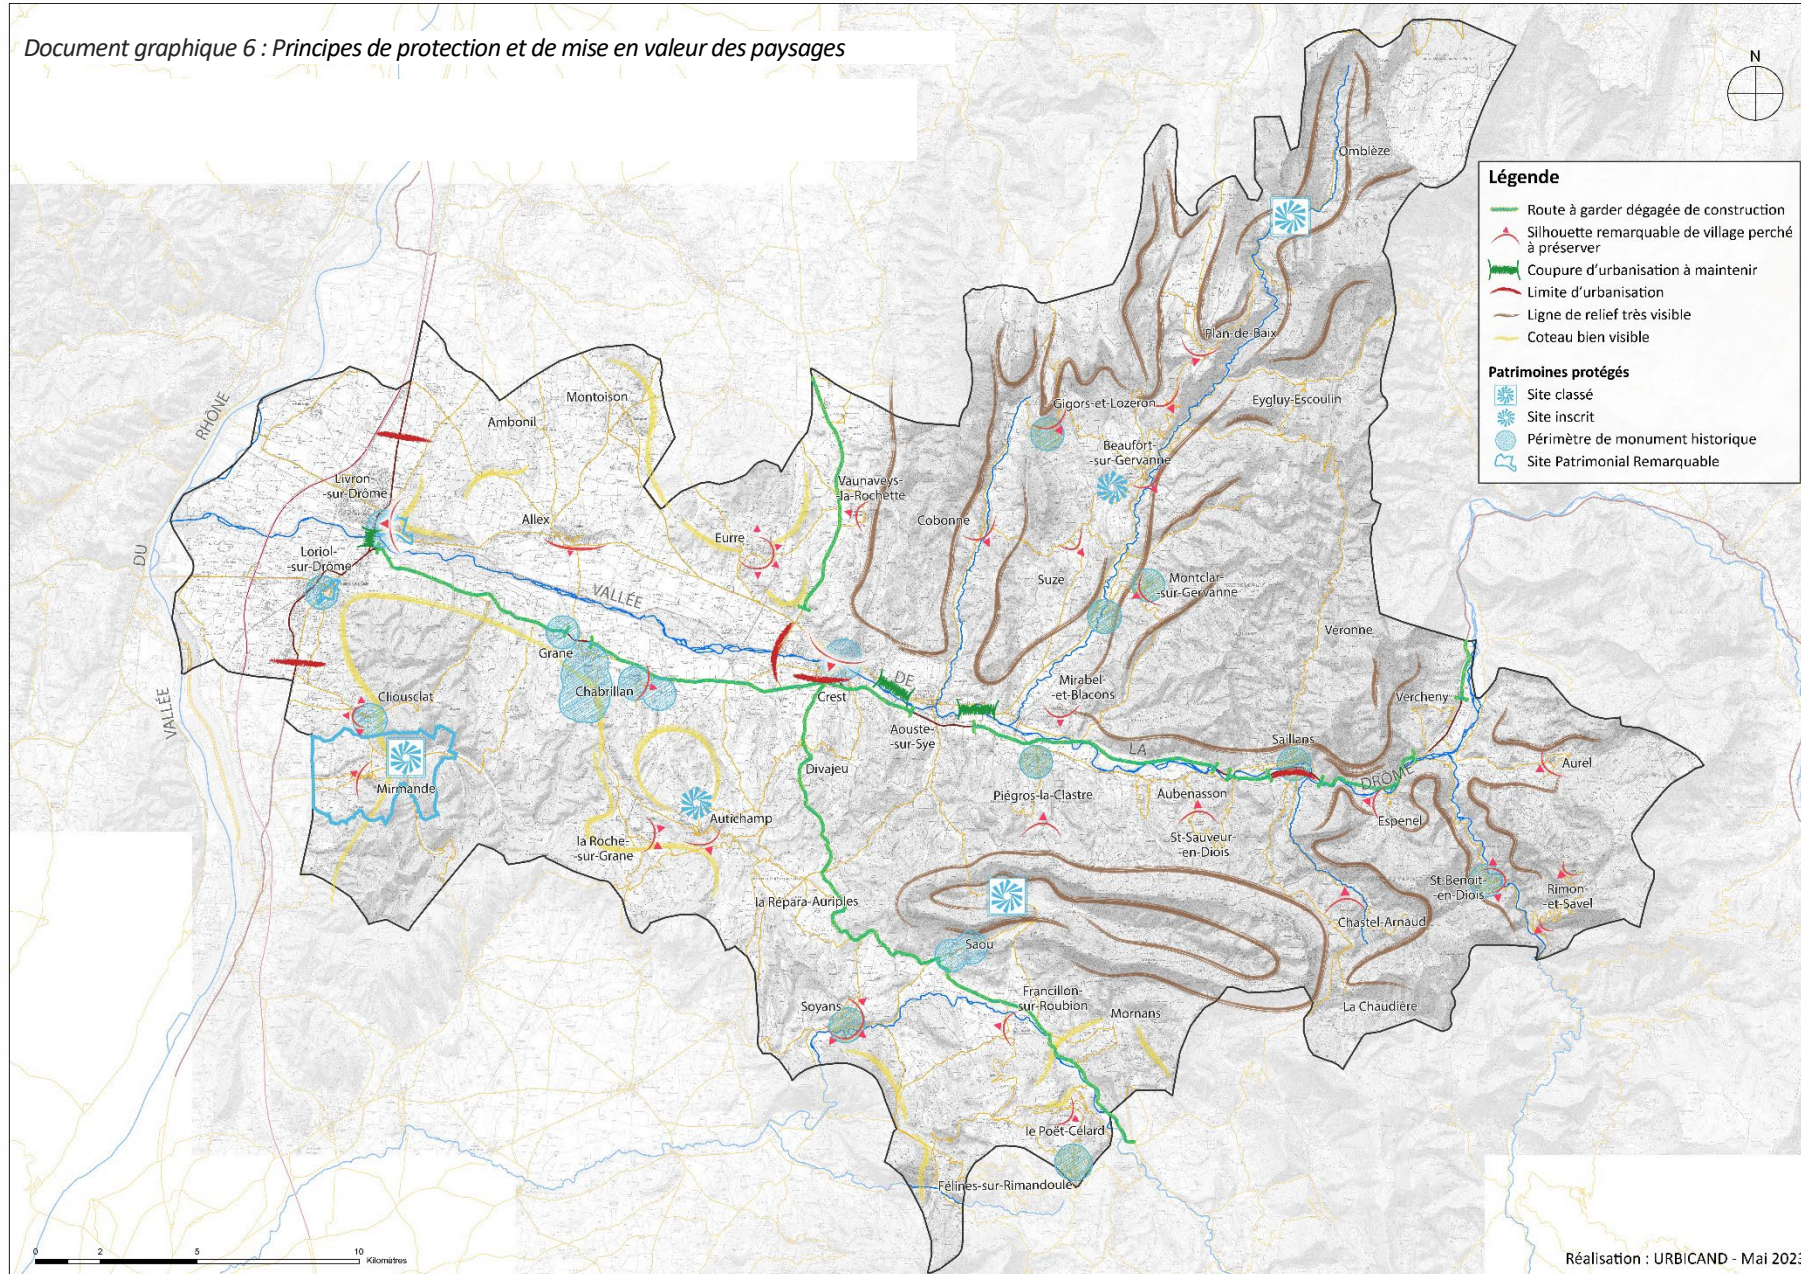 Document graphique 6 : Principes de protection et de mise en valeur des paysages
N
Légende
Route à garder dégagée de construction
Silhouette remarquable de village perché
à préserver
Coupure d'urbanisation à maintenir
Limite d'urbanisation
Ligne de relief très visible
Coteau bien visible
Patrimoines protégés
Site classé
Site inscrit
Périmètre de monument historique
Site Patrimonial Remarquable
Omblèze
Plan-de-Baix
Gigors-et-Lozeron
Eygluy-Escoulin
Beaufort-
-sur-Gervanne
Montoison
Ambonil
RHÔNE
DU
VALLÉE
Livron
-sur-Drôme
Allex
Eurre
Vaunaveys-
-la-Rochette
Cobonne
Suze
Montclar-
-sur-Gervanne
Véronne
Loriol-
-sur-Drôme
VALLÉE
DE
LA
DRÔME
Grane
Chabrillan
Crest
Aouste-
-sur-Sye
Mirabel
-et-Blacons
Vercheny
Saillans
Aurel
Cliousclat
Mirmande
Divajeu
Autichamp
la Roche-
-sur-Grane
Piégros-la-Clastre
Aubenasson
St-Sauveur-
-en-Diois
Espenel
St-Benoit-
-en-Diois
Rimon-
-et-Savel
Chastel-Arnaud
la Répara-Auriples
Saou
Soyans
Francillon-
sur-Roubion
Mornans
La Chaudière
le Poët-Célard
Félines-sur-Rimandoule
0 2 5 10
Kilomètres
Réalisation : URBICAND - Mai 2023